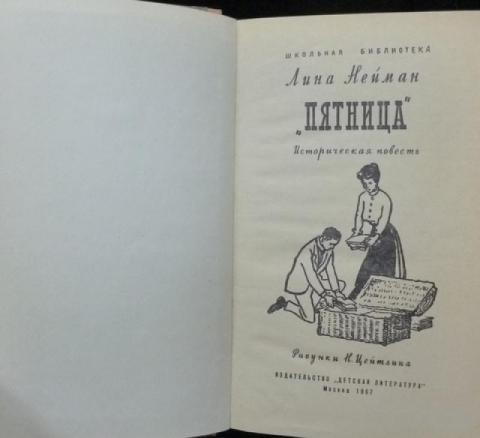 ШКОЛЬНАЯ БИБЛИОТЕКА
Лина Нейман
„ПЯТНИЦА“
Историческая повесть
Рисунки Н. Цейтлина
ИЗДАТЕЛЬСТВО „ДЕТСКАЯ ЛИТЕРАТУРА“
Москва 1967